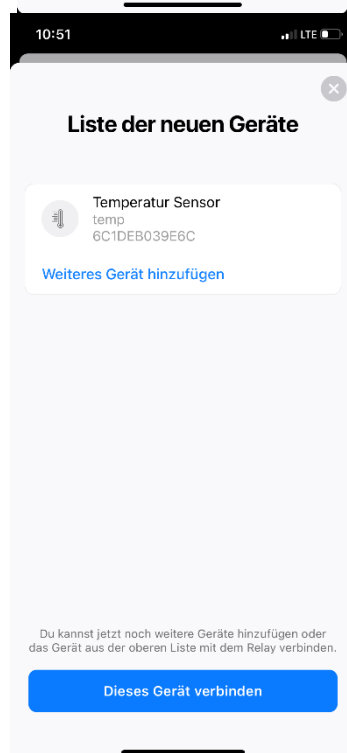 10:51
LTE
Liste der neuen Geräte
Temperatur Sensor
temp
6C1DEB039E6C
Weiteres Gerät hinzufügen
Du kannst jetzt noch weitere Geräte hinzufügen oder
das Gerät aus der oberen Liste mit dem Relay verbinden.
Dieses Gerät verbinden